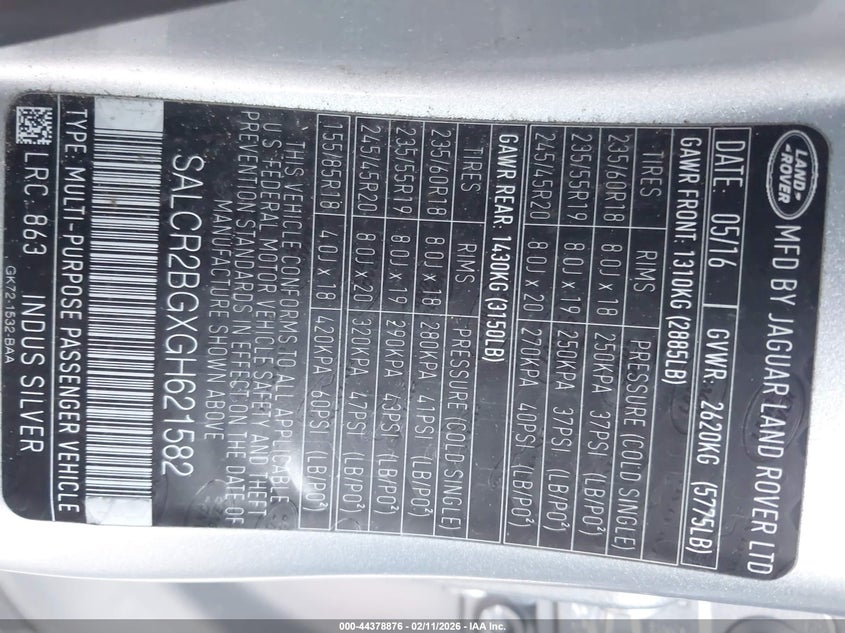 LAND-
ROVER
MFD BY JAGUAR LAND ROVER LTD
DATE: 05/16 GVWR: 2620KG (5775LB)
GAWR FRONT: 1310KG (2885LB)
TIRES RIMS PRESSURE (COLD SINGLE)
235/60R18 8.0J x 18 250KPA 37PSI (LB/PO²)
235/55R19 8.0J x 19 250KPA 37PSI (LB/PO²)
245/45R20 8.0J x 20 270KPA 40PSI (LB/PO²)
GAWR REAR: 1430KG (3150LB)
TIRES RIMS PRESSURE (COLD SINGLE)
235/60R18 8.0J x 18 280KPA 41PSI (LB/PO²)
235/55R19 8.0J x 19 290KPA 43PSI (LB/PO²)
245/45R20 8.0J x 20 320KPA 47PSI (LB/PO²)
155/85R18 4.0J x 18 420KPA 60PSI (LB/PO²)
THIS VEHICLE CONFORMS TO ALL APPLICABLE
U.S. FEDERAL MOTOR VEHICLE SAFETY AND THEFT
PREVENTION STANDARDS IN EFFECT ON THE DATE OF
MANUFACTURE SHOWN ABOVE
SALCR2BGXGH621582
TYPE: MULTI-PURPOSE PASSENGER VEHICLE
LRC. 863 INDUS SILVER
GK72-1532-BAA
000-44378876 - 02/11/2026 - IAA Inc.